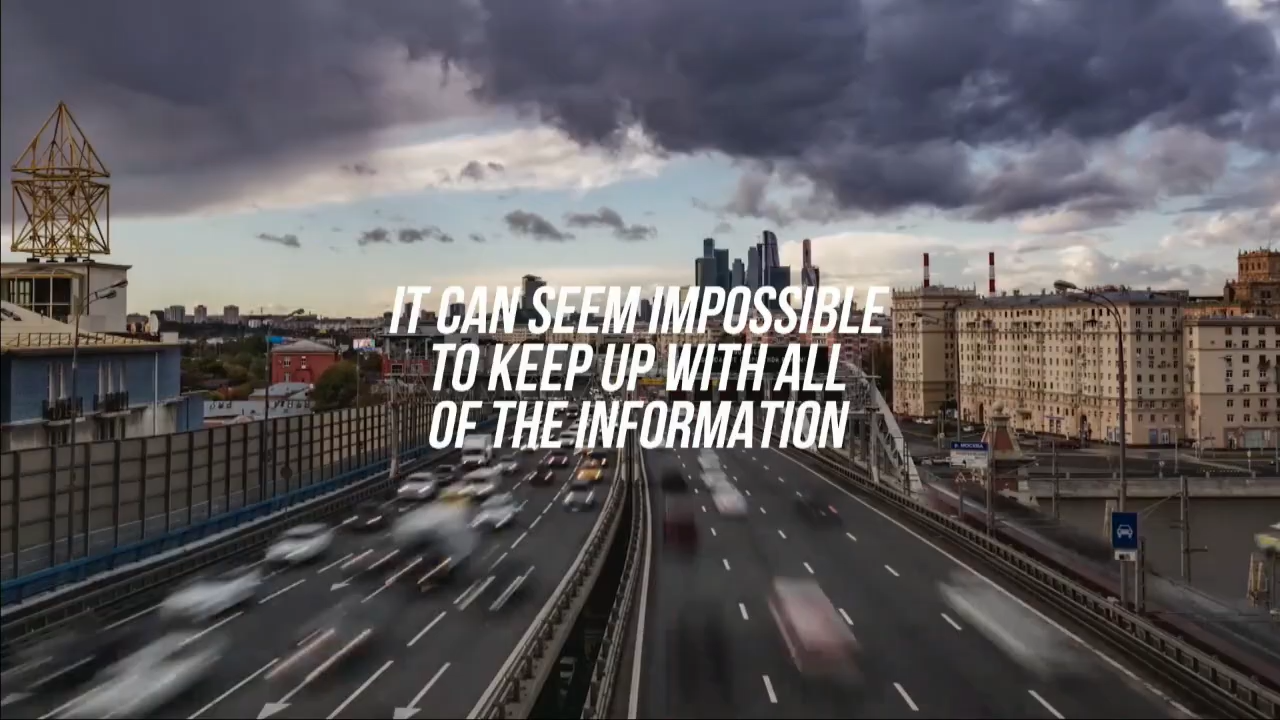 IT CAN SEEM IMPOSSIBLE
TO KEEP UP WITH ALL
OF THE INFORMATION